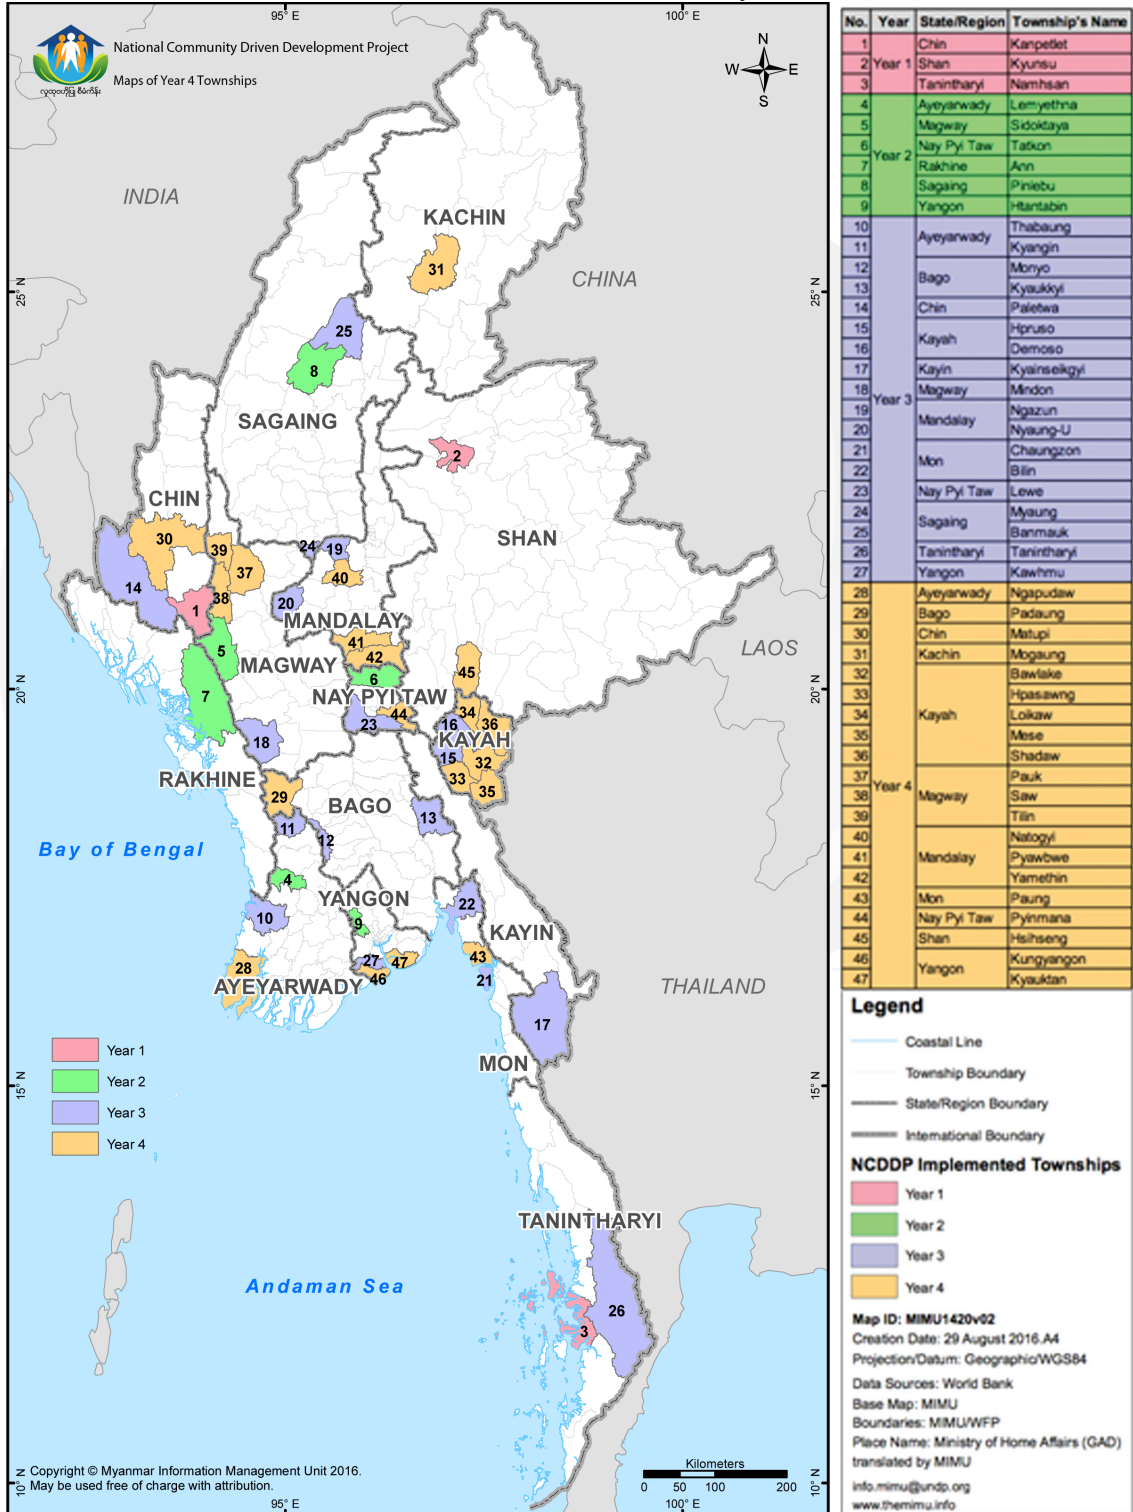 95° E
100° E
National Community Driven Development Project
Maps of Year 4 Townships
လူထုဗဟိုပြု စီမံကိန်း
N
W
E
S
INDIA
KACHIN
31
CHINA
25° N
25° N
25
8
SAGAING
2
CHIN
SHAN
30
39
24
19
37
40
14
38
20
1
MANDALAY
41
5
42
LAOS
MAGWAY
45
6
20° N
20° N
7
NAY PYI TAW
34
44
36
23
16
18
KAYAH
15
32
RAKHINE
33
29
35
BAGO
13
11
12
Bay of Bengal
4
YANGON
22
10
9
KAYIN
43
27
47
28
46
21
AYEYARWADY
THAILAND
17
Year 1
MON
Year 2
15° N
15° N
Year 3
Year 4
TANINTHARYI
Andaman Sea
26
3
Kilometers
0 50 100 200
Copyright © Myanmar Information Management Unit 2016.
May be used free of charge with attribution.
10° N
10° N
95° E
100° E
No. Year State/Region Township's Name
1 Year 1 Chin Kanpetlet
2 Shan Kyunsu
3 Tanintharyi Namhsan
4 Year 2 Ayeyarwady Lemyethna
5 Magway Sidoktaya
6 Nay Pyi Taw Tatkon
7 Rakhine Ann
8 Sagaing Pinlebu
9 Yangon Htantabin
10 Year 3 Ayeyarwady Thabaung
11 Kyangin
12 Bago Monyo
13 Kyaukkyi
14 Chin Paletwa
15 Kayah Hpruso
16 Demoso
17 Kayin Kyainseikgyi
18 Magway Mindon
19 Mandalay Ngazun
20 Nyaung-U
21 Mon Chaungzon
22 Bilin
23 Nay Pyi Taw Lewe
24 Sagaing Myaung
25 Banmauk
26 Tanintharyi Tanintharyi
27 Yangon Kawhmu
28 Year 4 Ayeyarwady Ngapudaw
29 Bago Padaung
30 Chin Matupi
31 Kachin Mogaung
32 Kayah Bawlake
33 Hpasawng
34 Loikaw
35 Mese
36 Shadaw
37 Magway Pauk
38 Saw
39 Tilin
40 Mandalay Natogyi
41 Pyawbwe
42 Yamethin
43 Mon Paung
44 Nay Pyi Taw Pyinmana
45 Shan Hsihseng
46 Yangon Kungyangon
47 Kyauktan
Legend
Coastal Line
Township Boundary
State/Region Boundary
International Boundary
NCDDP Implemented Townships
Year 1
Year 2
Year 3
Year 4
Map ID: MIMU1420v02
Creation Date: 29 August 2016.A4
Projection/Datum: Geographic/WGS84
Data Sources: World Bank
Base Map: MIMU
Boundaries: MIMU/WFP
Place Name: Ministry of Home Affairs (GAD)
translated by MIMU
info.mimu@undp.org
www.themimu.info